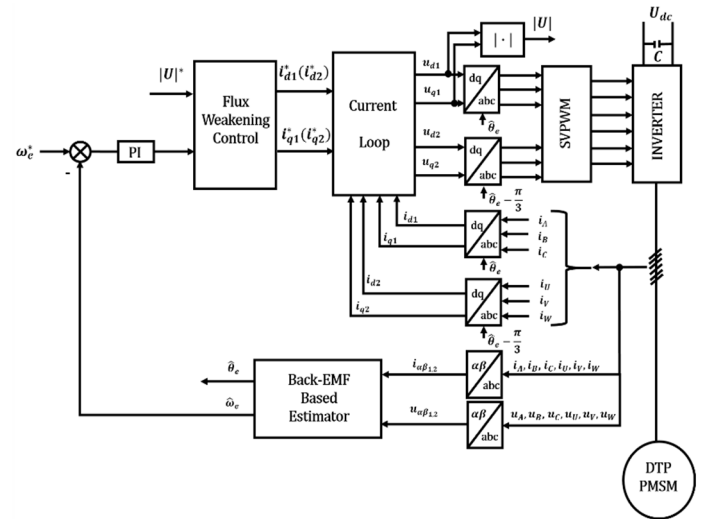 U_dc
C
|·|
|U|
|U|*
i*_d1(i*_d2)
i*_q1(i*_q2)
Flux
Weakening
Control
Current
Loop
u_d1
u_q1
u_d2
u_q2
dq
abc
θ̂_e
dq
abc
θ̂_e − π/3
SVPWM
INVERTER
ω*_e
-
PI
i_d1
i_q1
dq
abc
i_A
i_B
i_C
θ̂_e
i_d2
i_q2
dq
abc
i_U
i_V
i_W
θ̂_e − π/3
θ̂_e
ω̂_e
Back-EMF
Based
Estimator
i_αβ1,2
αβ
abc
i_A, i_B, i_C, i_U, i_V, i_W
u_αβ1,2
αβ
abc
u_A, u_B, u_C, u_U, u_V, u_W
DTP
PMSM